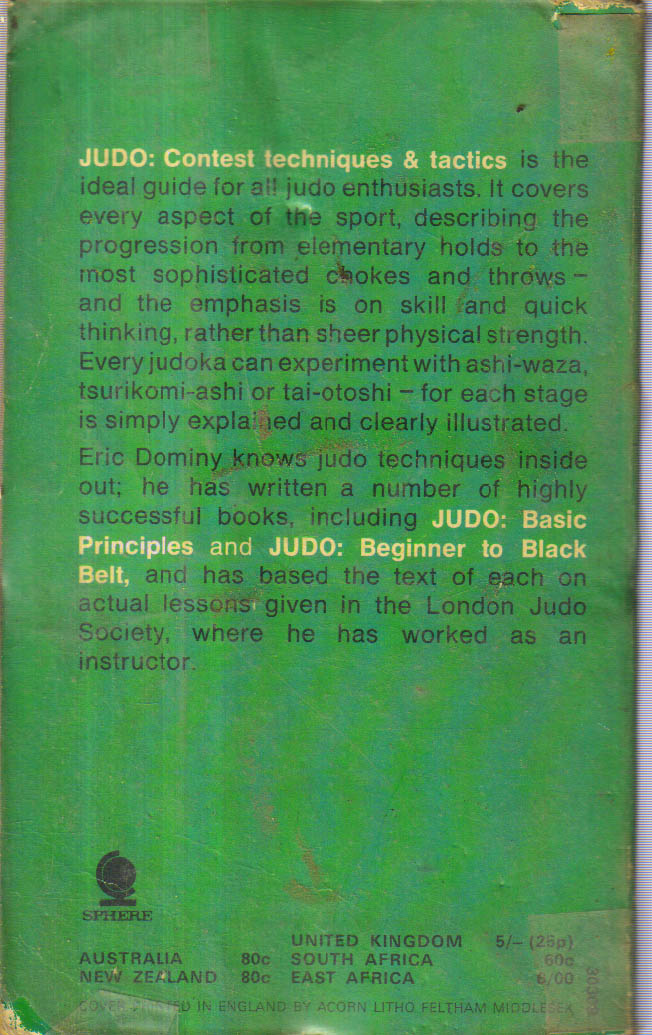 JUDO: Contest techniques & tactics is the
ideal guide for all judo enthusiasts. It covers
every aspect of the sport, describing the
progression from elementary holds to the
most sophisticated chokes and throws –
and the emphasis is on skill and quick
thinking, rather than sheer physical strength.
Every judoka can experiment with ashi-waza,
tsurikomi-ashi or tai-otoshi – for each stage
is simply explained and clearly illustrated.
Eric Dominy knows judo techniques inside
out; he has written a number of highly
successful books, including JUDO: Basic
Principles and JUDO: Beginner to Black
Belt, and has based the text of each on
actual lessons given in the London Judo
Society, where he has worked as an
instructor.
SPHERE
UNITED KINGDOM 5/– (25p)
AUSTRALIA 80c SOUTH AFRICA 60c
NEW ZEALAND 80c EAST AFRICA 6/00
COVER PRINTED IN ENGLAND BY ACORN LITHO FELTHAM MIDDLESEX